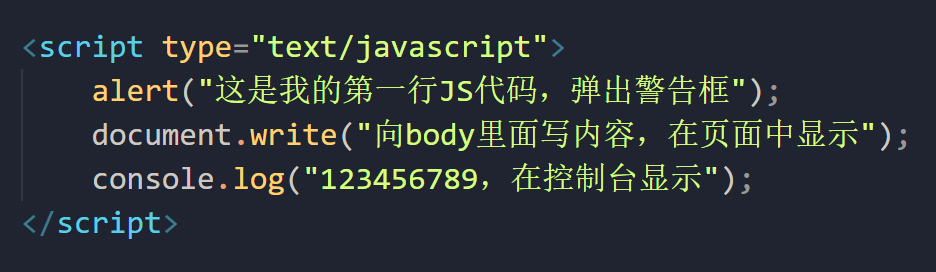 <script type="text/javascript">
    alert("这是我的第一行JS代码，弹出警告框");
    document.write("向body里面写内容，在页面中显示");
    console.log("123456789，在控制台显示");
</script>